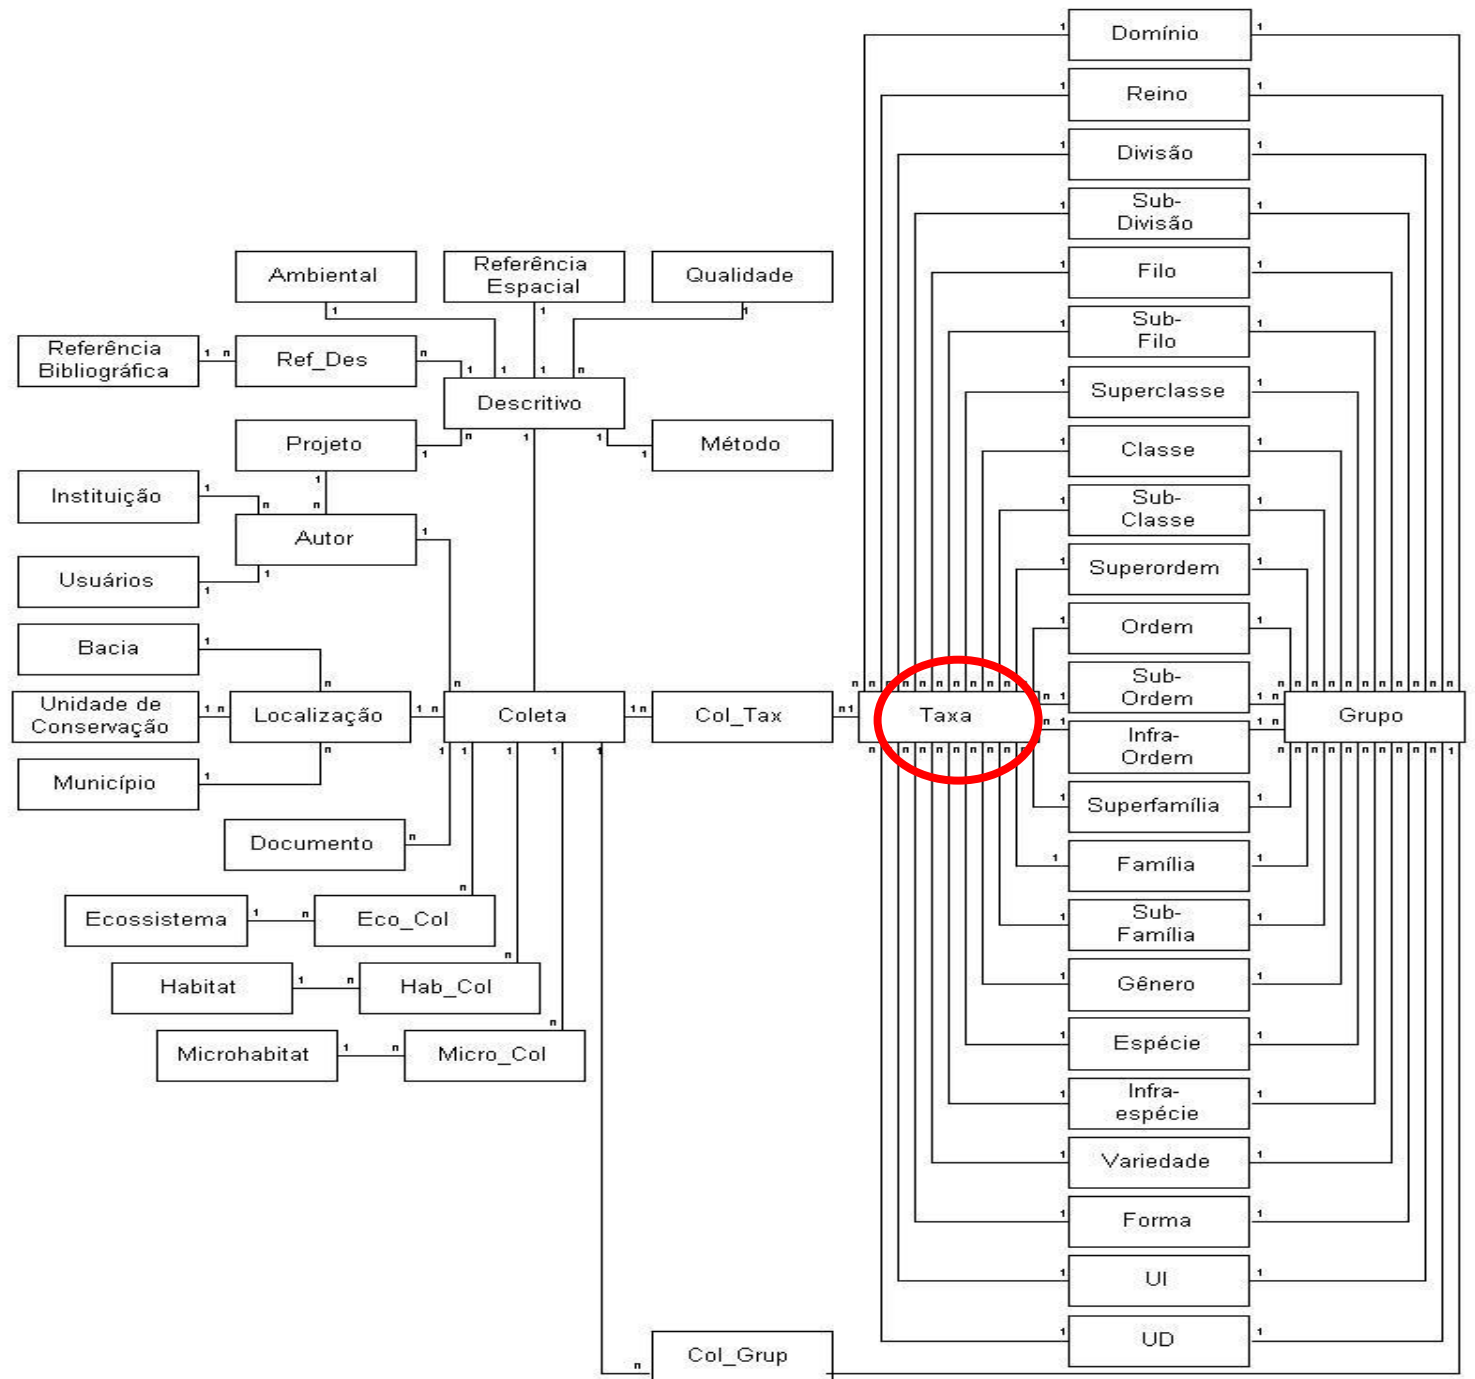 Domínio
Reino
Divisão
Sub-
Divisão
Filo
Sub-
Filo
Superclasse
Classe
Sub-
Classe
Superordem
Ordem
Sub-
Ordem
Infra-
Ordem
Superfamília
Família
Sub-
Família
Gênero
Espécie
Infra-
espécie
Variedade
Forma
UI
UD
Ambiental
Referência
Espacial
Qualidade
Referência
Bibliográfica
Ref_Des
Descritivo
Projeto
Método
Instituição
Autor
Usuários
Bacia
Unidade de
Conservação
Localização
Coleta
Col_Tax
Taxa
Grupo
Município
Documento
Ecossistema
Eco_Col
Habitat
Hab_Col
Microhabitat
Micro_Col
Col_Grup